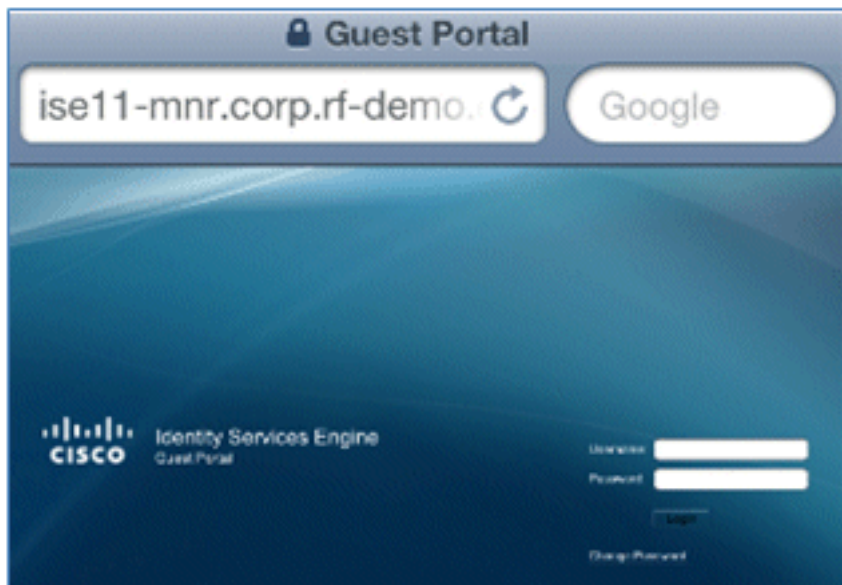 Guest Portal
ise11-mnr.corp.rf-demo.
Google
CISCO
Identity Services Engine
Guest Portal
Username
Password
Login
Change Password